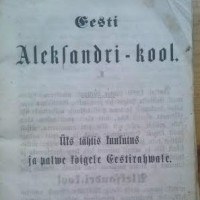 Eesti
Alekſandri-kool.
Üks tähtis kuulutus
ja palwe kõigele Eestirahwale.